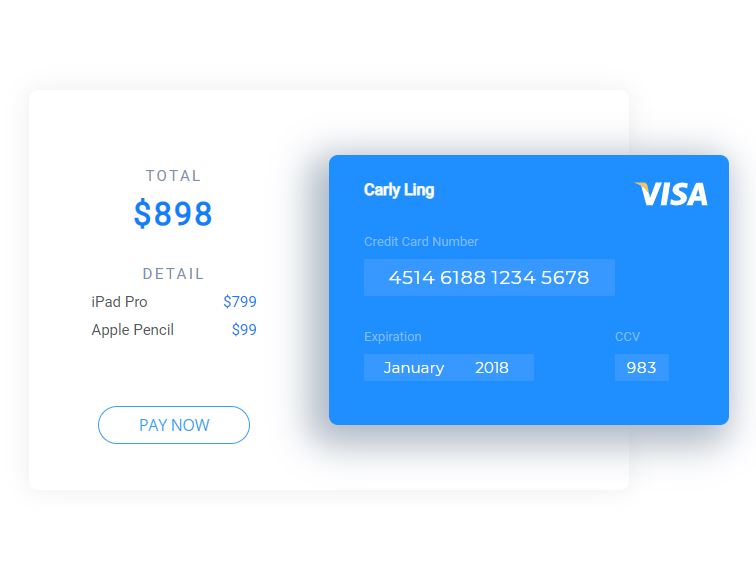 TOTAL
$898
DETAIL
iPad Pro $799
Apple Pencil $99
PAY NOW
Carly Ling
VISA
Credit Card Number
4514 6188 1234 5678
Expiration
CCV
January 2018
983